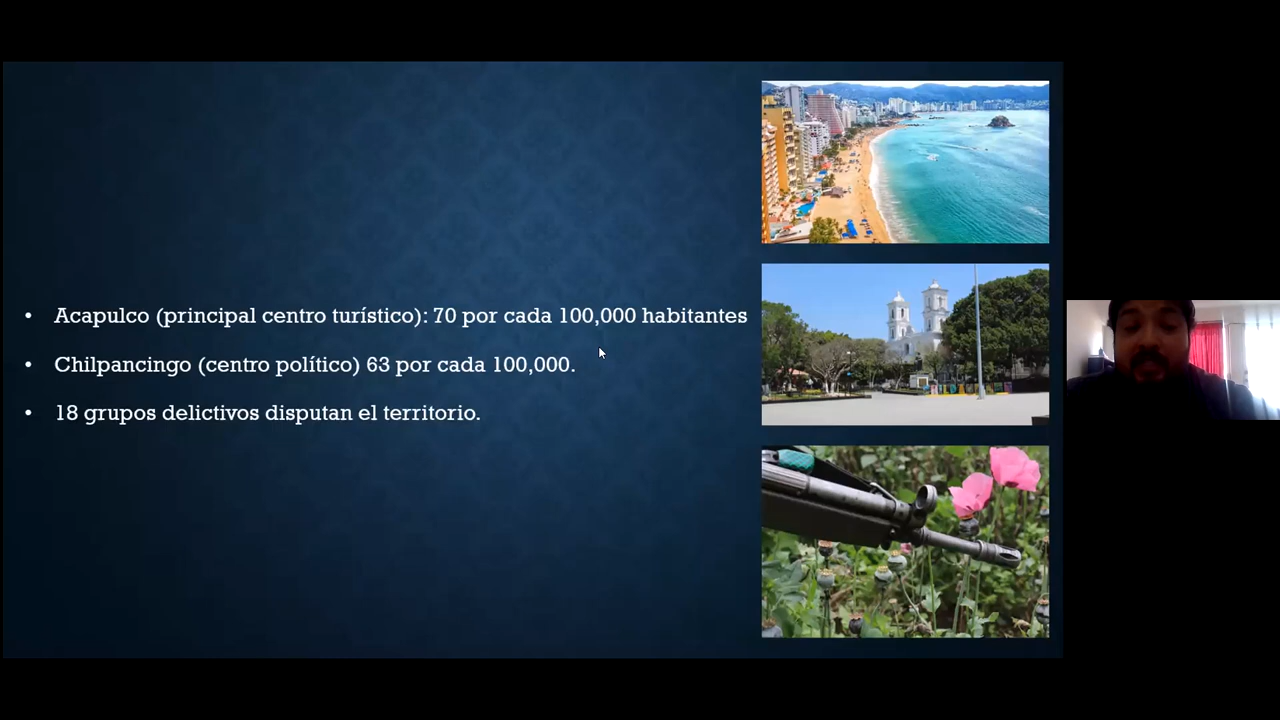 • Acapulco (principal centro turístico): 70 por cada 100,000 habitantes
• Chilpancingo (centro político) 63 por cada 100,000.
• 18 grupos delictivos disputan el territorio.